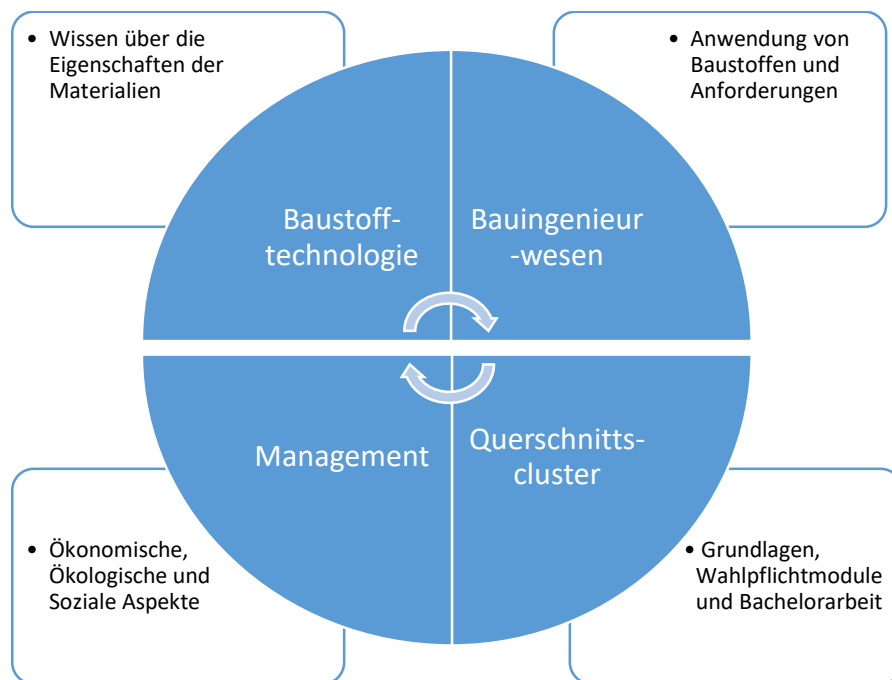 • Wissen über die
Eigenschaften der
Materialien
• Anwendung von
Baustoffen und
Anforderungen
Baustoff-
technologie
Bauingenieur
-wesen
Management
Querschnitts-
cluster
• Ökonomische,
Ökologische und
Soziale Aspekte
• Grundlagen,
Wahlpflichtmodule
und Bachelorarbeit